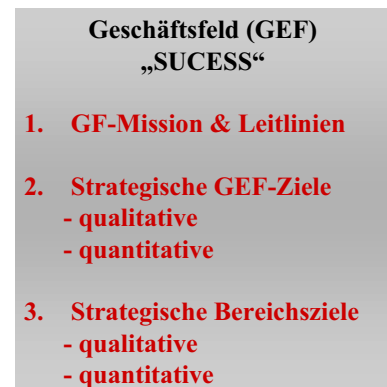 Geschäftsfeld (GEF)
„SUCESS“
1. GF-Mission & Leitlinien
2. Strategische GEF-Ziele
- qualitative
- quantitative
3. Strategische Bereichsziele
- qualitative
- quantitative